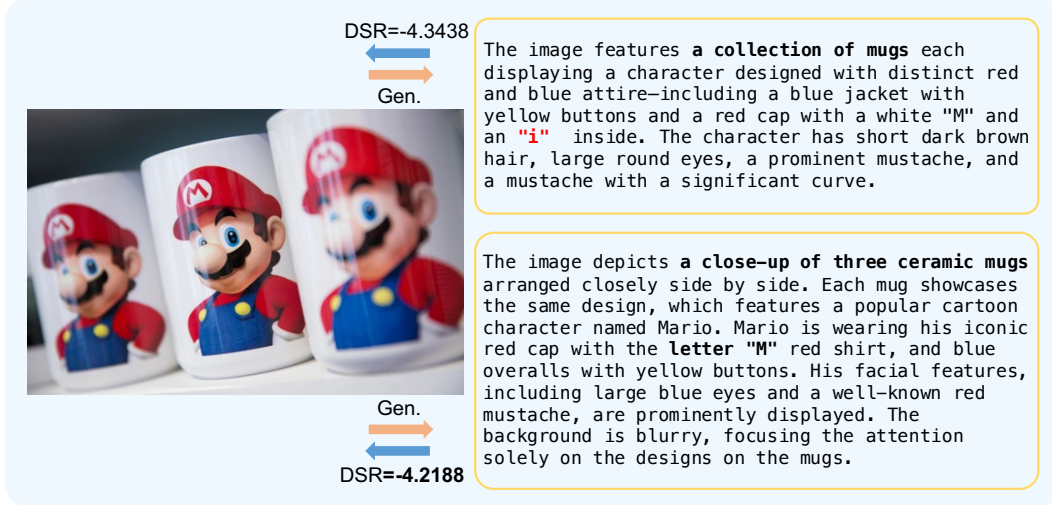 DSR=-4.3438
Gen.
The image features a collection of mugs each
displaying a character designed with distinct red
and blue attire—including a blue jacket with
yellow buttons and a red cap with a white "M" and
an "i" inside. The character has short dark brown
hair, large round eyes, a prominent mustache, and
a mustache with a significant curve.
M
M
The image depicts a close-up of three ceramic mugs
arranged closely side by side. Each mug showcases
the same design, which features a popular cartoon
character named Mario. Mario is wearing his iconic
red cap with the letter "M" red shirt, and blue
overalls with yellow buttons. His facial features,
including large blue eyes and a well-known red
mustache, are prominently displayed. The
background is blurry, focusing the attention
solely on the designs on the mugs.
Gen.
DSR=-4.2188